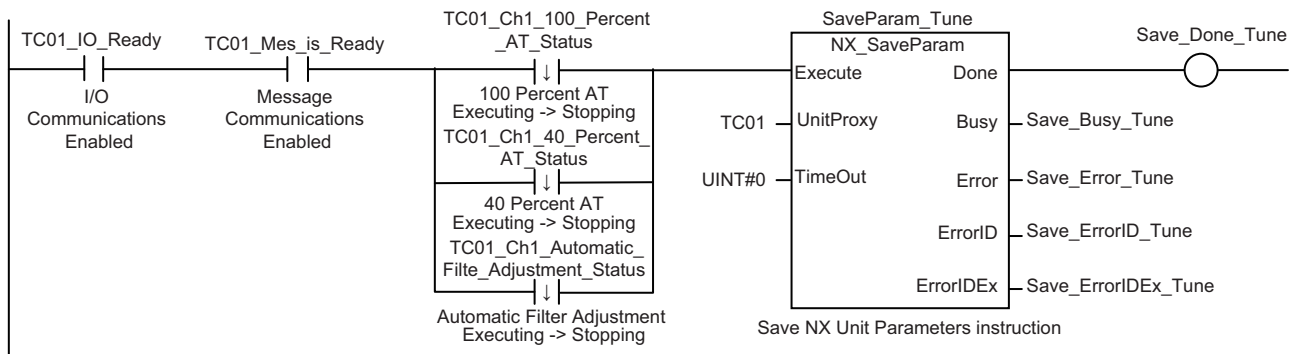 TC01_IO_Ready
I/O
Communications
Enabled
TC01_Mes_is_Ready
Message
Communications
Enabled
TC01_Ch1_100_Percent
_AT_Status
↓
100 Percent AT
Executing -> Stopping
TC01_Ch1_40_Percent_
AT_Status
↓
40 Percent AT
Executing -> Stopping
TC01_Ch1_Automatic_
Filte_Adjustment_Status
↓
Automatic Filter Adjustment
Executing -> Stopping
SaveParam_Tune
NX_SaveParam
Execute Done
TC01 UnitProxy Busy Save_Busy_Tune
UINT#0 TimeOut Error Save_Error_Tune
ErrorID Save_ErrorID_Tune
ErrorIDEx Save_ErrorIDEx_Tune
Save NX Unit Parameters instruction
Save_Done_Tune